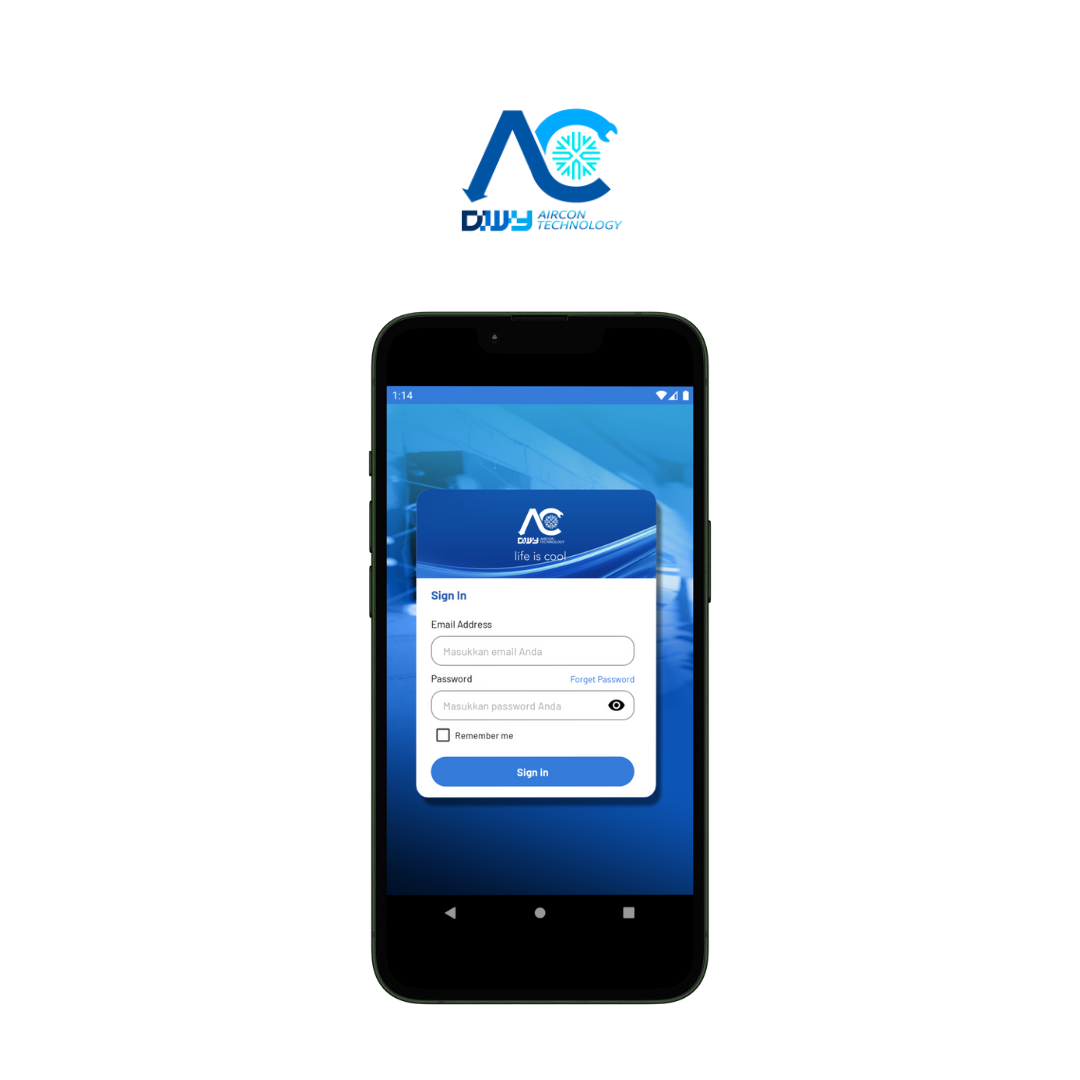 AC
DWY AIRCON
TECHNOLOGY
1:14
AC
DWY AIRCON
TECHNOLOGY
life is cool
Sign In
Email Address
Masukkan email Anda
Password Forget Password
Masukkan password Anda
Remember me
Sign in